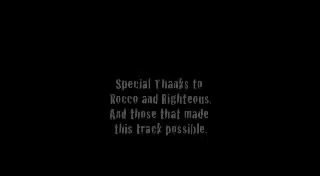 Special Thanks to
Rocco and Righteous.
And those that made
this track possible.